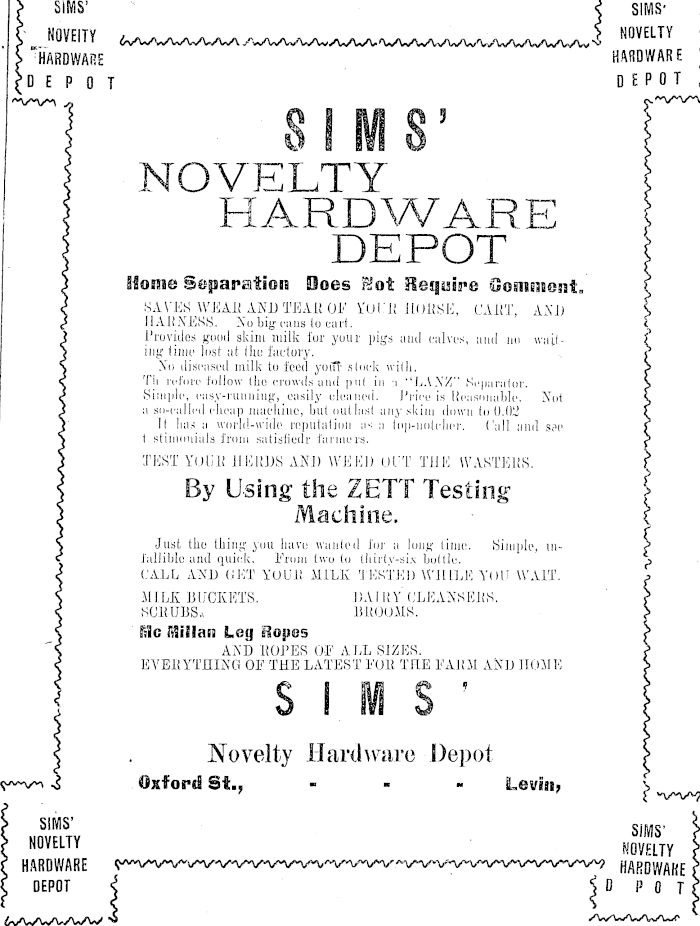 SIMS'
NOVEITY
HARDWARE
DEPOT
SIMS'
NOVELTY
HARDWARE
DEPOT
SIMS'
NOVELTY
HARDWARE
DEPOT
Home Separation Does Not Require Comment.
SAVES WEAR AND TEAR OF YOUR HORSE, CART, AND
HARNESS. No big cans to cart.
Provides good skim milk for your pigs and calves, and no wait-
ing time lost at the factory.
No diseased milk to feed your stock with.
Th refore follow the crowds and put in a "LANZ" Separator.
Simple, easy-running, easily cleaned. Price is Reasonable. Not
a so-called cheap machine, but outlast any skim down to 0.02
It has a world-wide reputation as a top-notcher. Call and see
t stimonials from satisfiedr farmers.
TEST YOUR HERDS AND WEED OUT THE WASTERS.
By Using the ZETT Testing
Machine.
Just the thing you have wanted for a long time. Simple, in-
fallible and quick. From two to thirty-six bottle.
CALL AND GET YOUR MILK TESTED WHILE YOU WAIT.
MILK BUCKETS. DAIRY CLEANSERS.
SCRUBS. BROOMS.
Mc Millan Leg Ropes
AND ROPES OF ALL SIZES.
EVERYTHING OF THE LATEST FOR THE FARM AND HOME
SIMS'
Novelty Hardware Depot
Oxford St., - - - Levin,
SIMS'
NOVELTY
HARDWARE
DEPOT
SIMS'
NOVELTY
HARDWARE
D POT